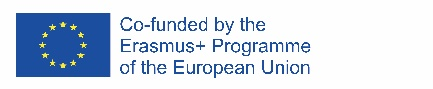 Co-funded by the
Erasmus+ Programme
of the European Union